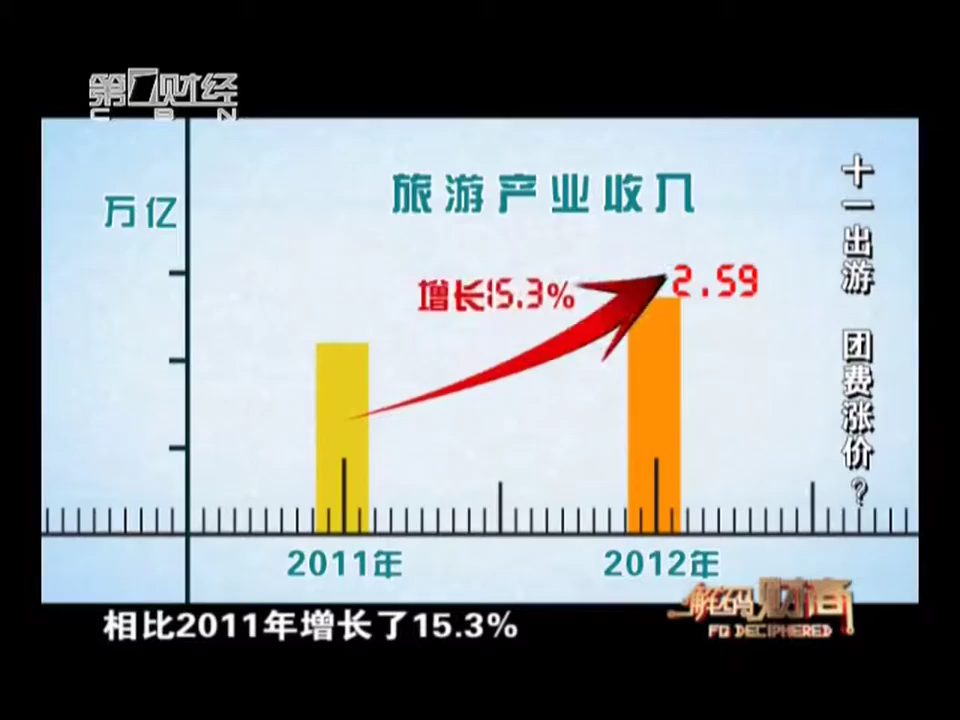 第一财经
CBN
旅游产业收入
万亿
增长15.3%
2.59
2011年
2012年
十一出游 团费涨价?
相比2011年增长了15.3%
解码财商
FQ DECIPHERED